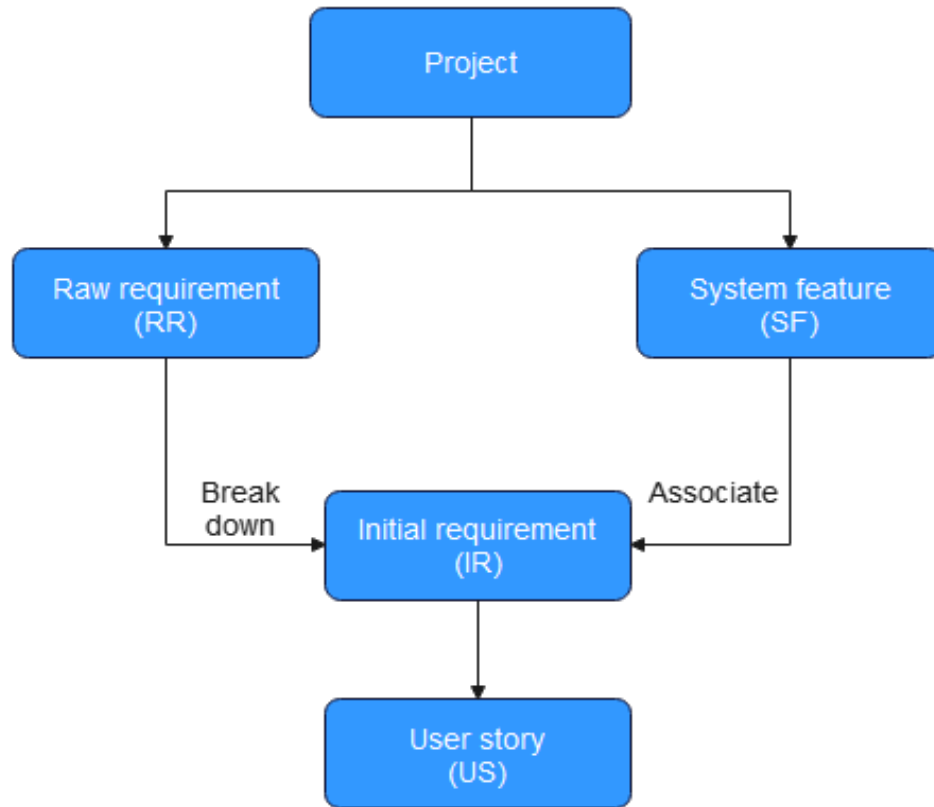 Project
Raw requirement
(RR)
System feature
(SF)
Break
down
Associate
Initial requirement
(IR)
User story
(US)